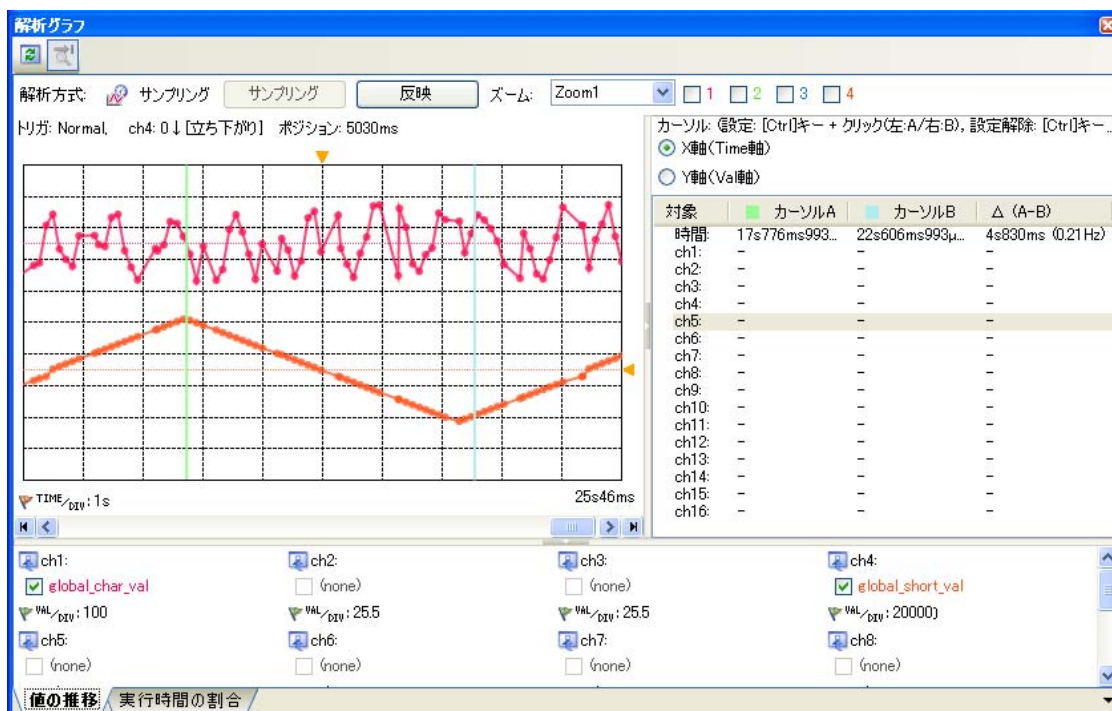 解析グラフ
解析方式: サンプリング サンプリング 反映 ズーム: Zoom1 1 2 3 4
トリガ: Normal, ch4: 0↓[立ち下がり] ポジション: 5030ms
TIME/DIV: 1s 25s46ms
カーソル: (設定: [Ctrl]キー + クリック(左:A/右:B), 設定解除: [Ctrl]キー...
X軸(Time軸)
Y軸(Val軸)
対象 カーソルA カーソルB Δ (A-B)
時間: 17s776ms993... 22s606ms993μ... 4s830ms (0.21Hz)
ch1: - - -
ch2: - - -
ch3: - - -
ch4: - - -
ch5: - - -
ch6: - - -
ch7: - - -
ch8: - - -
ch9: - - -
ch10: - - -
ch11: - - -
ch12: - - -
ch13: - - -
ch14: - - -
ch15: - - -
ch16: - - -
ch1: ch2: ch3: ch4:
global_char_val (none) (none) global_short_val
VAL/DIV: 100 VAL/DIV: 25.5 VAL/DIV: 25.5 VAL/DIV: 20000)
ch5: ch6: ch7: ch8:
(none) (none) (none) (none)
値の推移 実行時間の割合